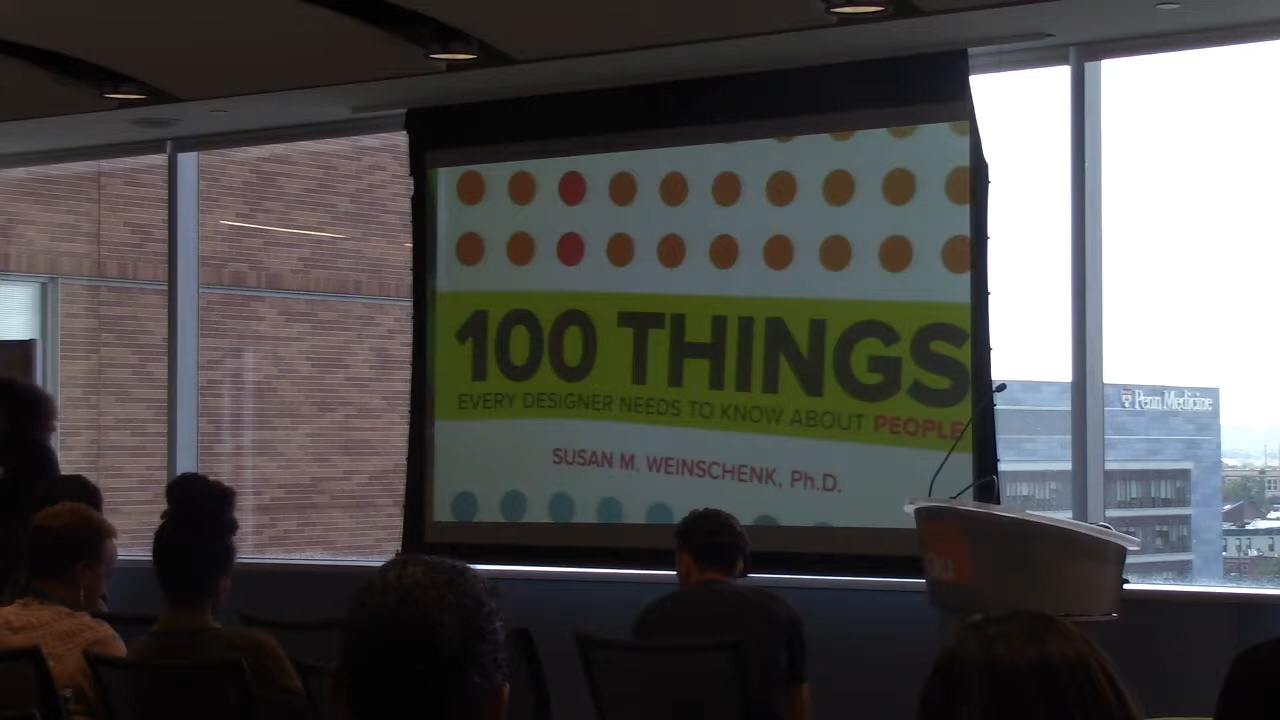 100 THINGS
EVERY DESIGNER NEEDS TO KNOW ABOUT PEOPLE
SUSAN M. WEINSCHENK, Ph.D.
Penn Medicine